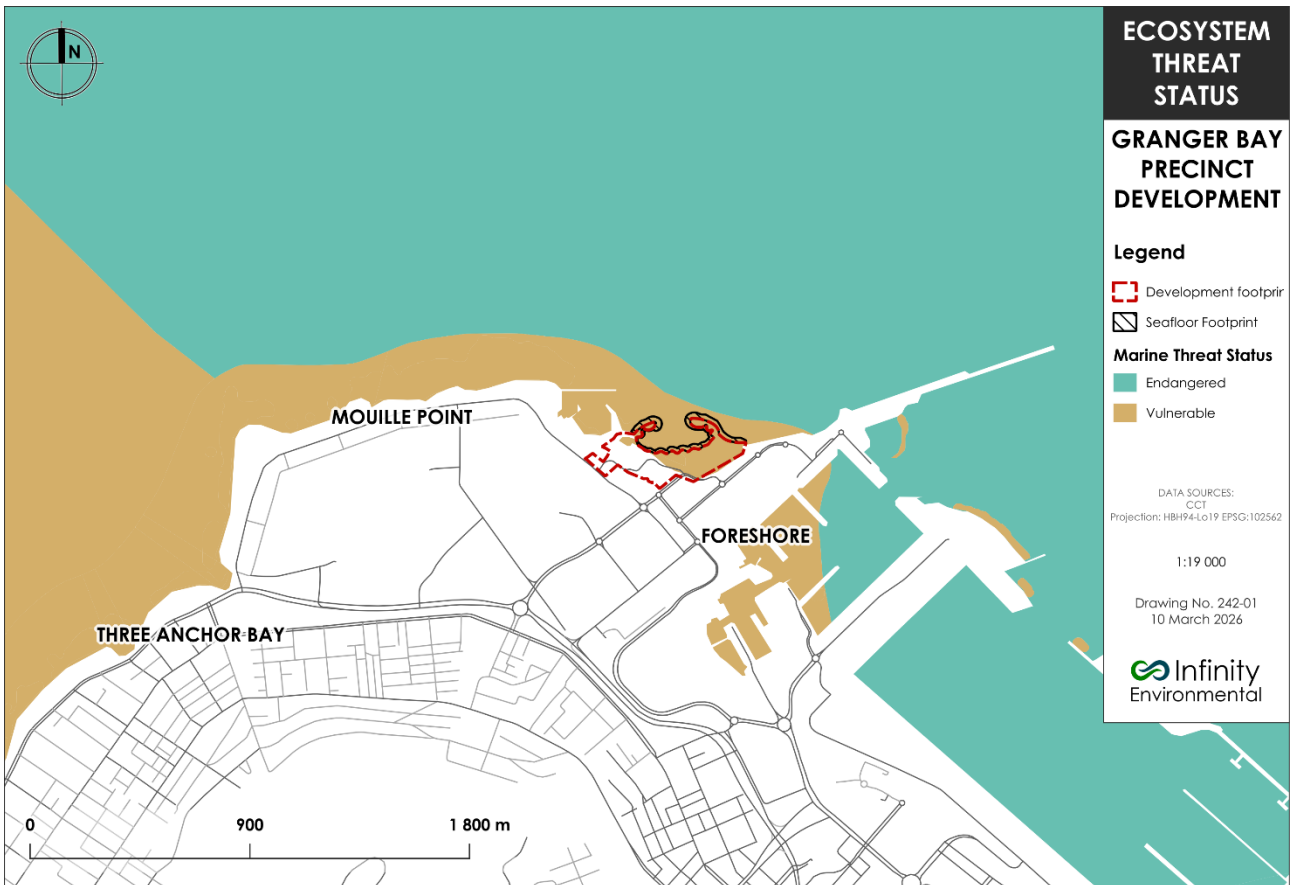 N
ECOSYSTEM
THREAT
STATUS
GRANGER BAY
PRECINCT
DEVELOPMENT
Legend
Development footprir
Seafloor Footprint
Marine Threat Status
Endangered
Vulnerable
DATA SOURCES:
CCT
Projection: HBH94-Lo19 EPSG:102562
1:19 000
Drawing No. 242-01
10 March 2026
Infinity
Environmental
MOUILLE POINT
FORESHORE
THREE ANCHOR BAY
0 900 1 800 m